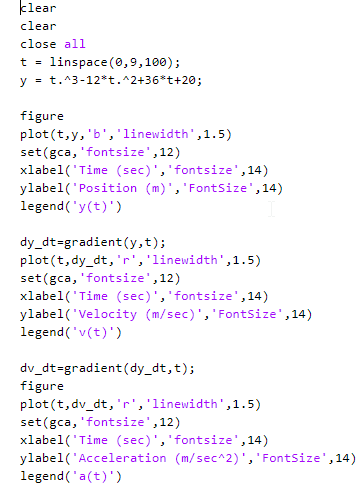 clear
clear
close all
t = linspace(0,9,100);
y = t.^3-12*t.^2+36*t+20;
figure
plot(t,y,'b','linewidth',1.5)
set(gca,'fontsize',12)
xlabel('Time (sec)','fontsize',14)
ylabel('Position (m)','FontSize',14)
legend('y(t)')
dy_dt=gradient(y,t);
plot(t,dy_dt,'r','linewidth',1.5)
set(gca,'fontsize',12)
xlabel('Time (sec)','fontsize',14)
ylabel('Velocity (m/sec)','FontSize',14)
legend('v(t)')
dv_dt=gradient(dy_dt,t);
figure
plot(t,dv_dt,'r','linewidth',1.5)
set(gca,'fontsize',12)
xlabel('Time (sec)','fontsize',14)
ylabel('Acceleration (m/sec^2)','FontSize',14)
legend('a(t)')